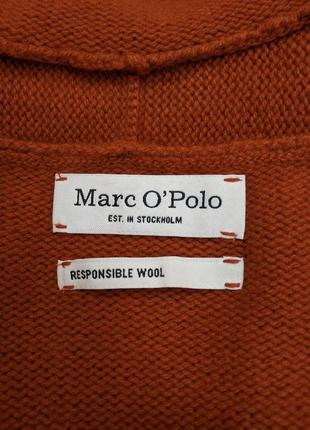 Marc O'Polo
EST. IN STOCKHOLM
RESPONSIBLE WOOL